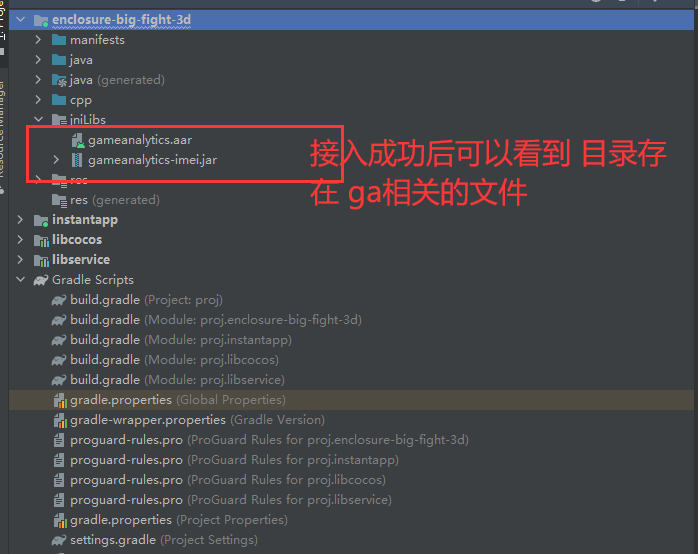 enclosure-big-fight-3d
manifests
java
java (generated)
cpp
jniLibs
gameanalytics.aar
gameanalytics-imei.jar
接入成功后可以看到 目录存
在 ga相关的文件
res
res (generated)
instantapp
libcocos
libservice
Gradle Scripts
build.gradle (Project: proj)
build.gradle (Module: proj.enclosure-big-fight-3d)
build.gradle (Module: proj.instantapp)
build.gradle (Module: proj.libcocos)
build.gradle (Module: proj.libservice)
gradle.properties (Global Properties)
gradle-wrapper.properties (Gradle Version)
proguard-rules.pro (ProGuard Rules for proj.enclosure-big-fight-3d)
proguard-rules.pro (ProGuard Rules for proj.instantapp)
proguard-rules.pro (ProGuard Rules for proj.libcocos)
proguard-rules.pro (ProGuard Rules for proj.libservice)
gradle.properties (Project Properties)
settings.gradle (Project Settings)